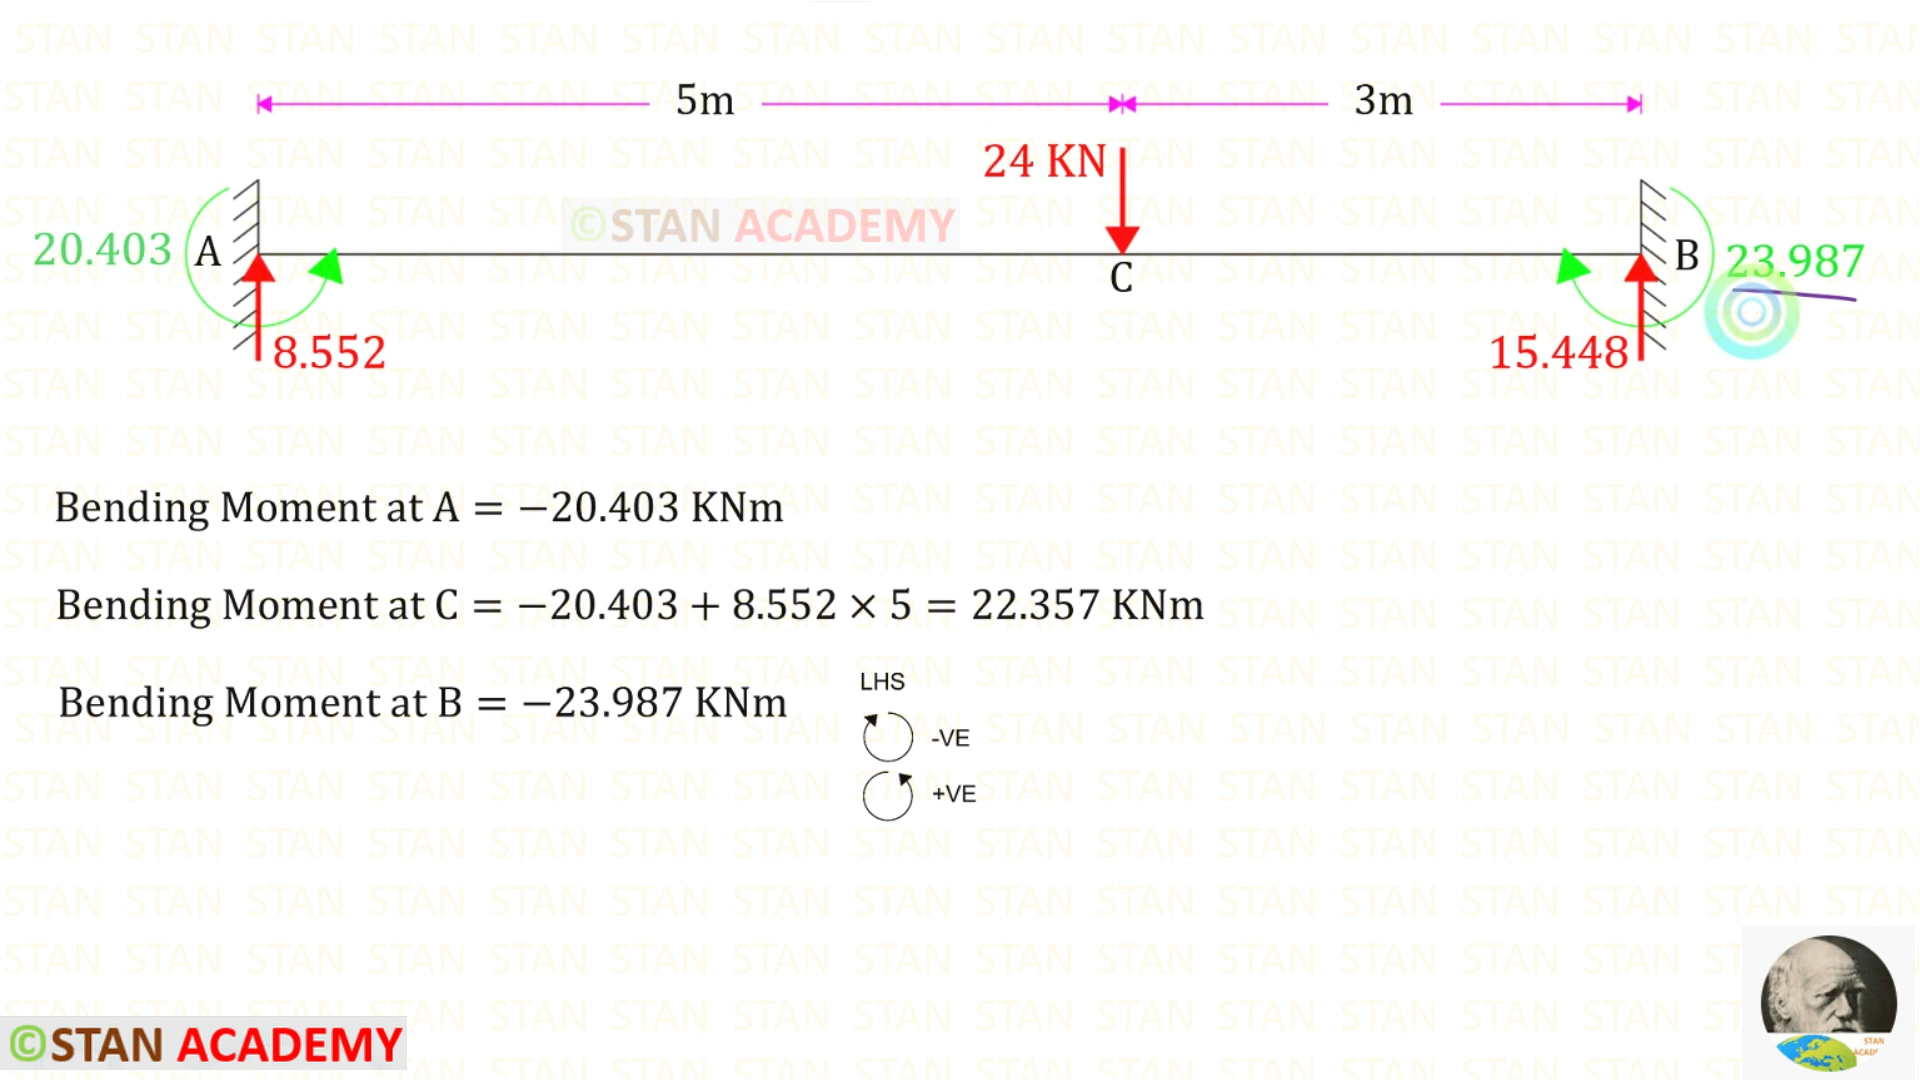 5m 3m
24 KN
©STAN ACADEMY
20.403 A B 23.987
C
8.552 15.448
Bending Moment at A = −20.403 KNm
Bending Moment at C = −20.403 + 8.552 × 5 = 22.357 KNm
Bending Moment at B = −23.987 KNm
LHS
-VE
+VE
©STAN ACADEMY
STAN